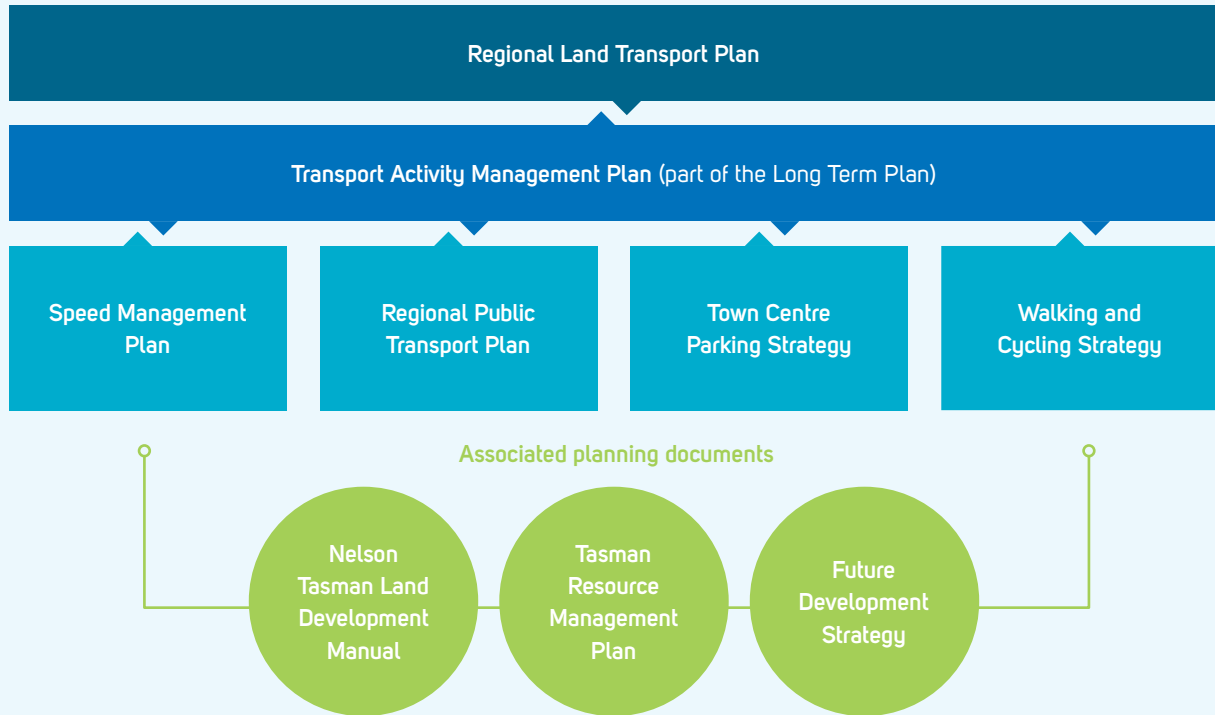 Regional Land Transport Plan
Transport Activity Management Plan (part of the Long Term Plan)
Speed Management
Plan
Regional Public
Transport Plan
Town Centre
Parking Strategy
Walking and
Cycling Strategy
Associated planning documents
Nelson
Tasman Land
Development
Manual
Tasman
Resource
Management
Plan
Future
Development
Strategy